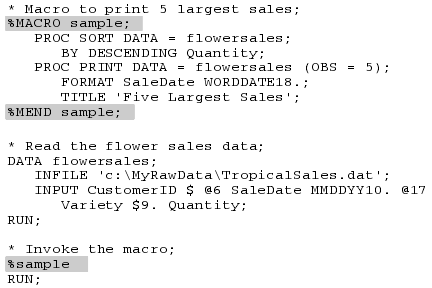 * Macro to print 5 largest sales;
%MACRO sample;
PROC SORT DATA = flowersales;
BY DESCENDING Quantity;
PROC PRINT DATA = flowersales (OBS = 5);
FORMAT SaleDate WORDDATE18.;
TITLE 'Five Largest Sales';
%MEND sample;
* Read the flower sales data;
DATA flowersales;
INFILE 'c:\MyRawData\TropicalSales.dat';
INPUT CustomerID $ @6 SaleDate MMDDYY10. @17
Variety $9. Quantity;
RUN;
* Invoke the macro;
%sample
RUN;